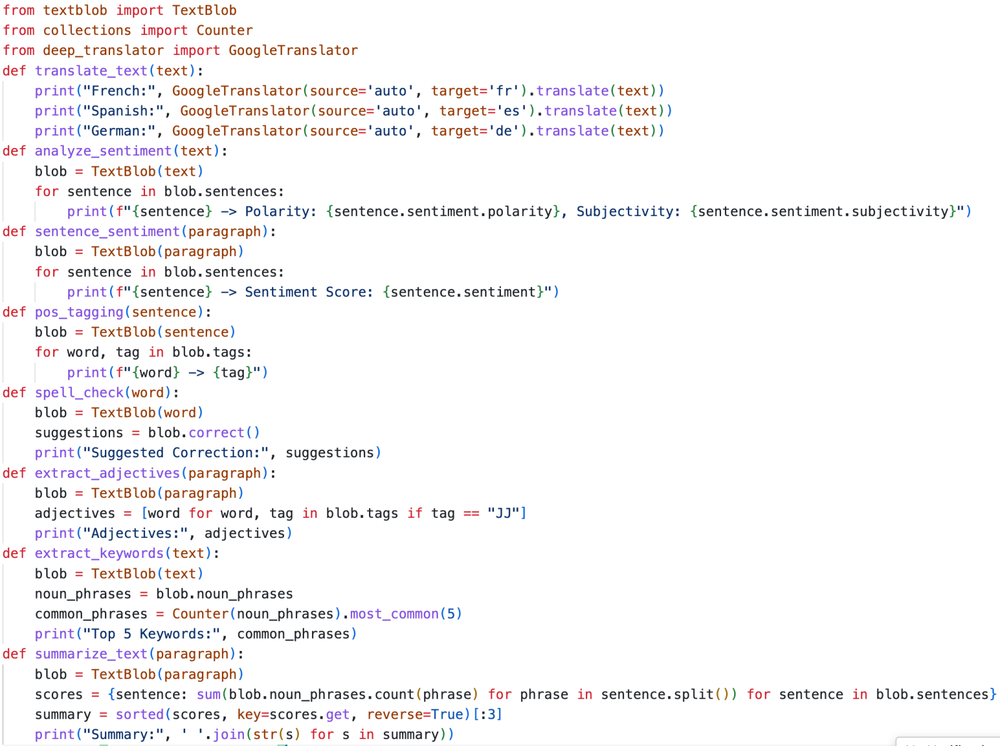 from textblob import TextBlob
from collections import Counter
from deep_translator import GoogleTranslator
def translate_text(text):
    print("French:", GoogleTranslator(source='auto', target='fr').translate(text))
    print("Spanish:", GoogleTranslator(source='auto', target='es').translate(text))
    print("German:", GoogleTranslator(source='auto', target='de').translate(text))
def analyze_sentiment(text):
    blob = TextBlob(text)
    for sentence in blob.sentences:
        print(f"{sentence} -> Polarity: {sentence.sentiment.polarity}, Subjectivity: {sentence.sentiment.subjectivity}")
def sentence_sentiment(paragraph):
    blob = TextBlob(paragraph)
    for sentence in blob.sentences:
        print(f"{sentence} -> Sentiment Score: {sentence.sentiment}")
def pos_tagging(sentence):
    blob = TextBlob(sentence)
    for word, tag in blob.tags:
        print(f"{word} -> {tag}")
def spell_check(word):
    blob = TextBlob(word)
    suggestions = blob.correct()
    print("Suggested Correction:", suggestions)
def extract_adjectives(paragraph):
    blob = TextBlob(paragraph)
    adjectives = [word for word, tag in blob.tags if tag == "JJ"]
    print("Adjectives:", adjectives)
def extract_keywords(text):
    blob = TextBlob(text)
    noun_phrases = blob.noun_phrases
    common_phrases = Counter(noun_phrases).most_common(5)
    print("Top 5 Keywords:", common_phrases)
def summarize_text(paragraph):
    blob = TextBlob(paragraph)
    scores = {sentence: sum(blob.noun_phrases.count(phrase) for phrase in sentence.split()) for sentence in blob.sentences}
    summary = sorted(scores, key=scores.get, reverse=True)[:3]
    print("Summary:", ' '.join(str(s) for s in summary))